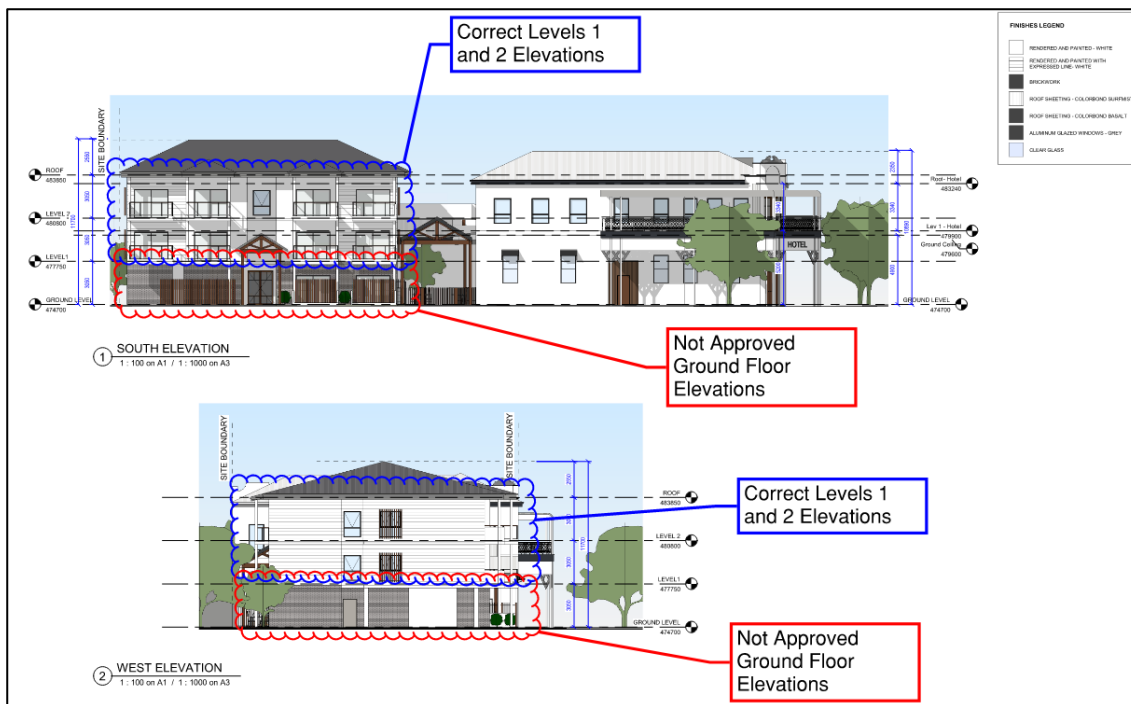 Correct Levels 1
and 2 Elevations
FINISHES LEGEND
RENDERED AND PAINTED - WHITE
RENDERED AND PAINTED WITH
EXPRESSED LINE- WHITE
BRICKWORK
ROOF SHEETING - COLORBOND SURFMIST
ROOF SHEETING - COLORBOND BASALT
ALUMINUM GLAZED WINDOWS - GREY
CLEAR GLASS
SITE BOUNDARY
ROOF
483850
LEVEL 2
480800
LEVEL1
477750
GROUND LEVEL
474700
11700
Roof- Hotel
483240
Lev 1 - Hotel
479900
Ground Ceiling
479600
GROUND LEVEL
474700
HOTEL
1 SOUTH ELEVATION
1 : 100 on A1 / 1 : 1000 on A3
Not Approved
Ground Floor
Elevations
SITE BOUNDARY
SITE BOUNDARY
ROOF
483850
LEVEL 2
480800
LEVEL1
477750
GROUND LEVEL
474700
11700
Correct Levels 1
and 2 Elevations
Not Approved
Ground Floor
Elevations
2 WEST ELEVATION
1 : 100 on A1 / 1 : 1000 on A3